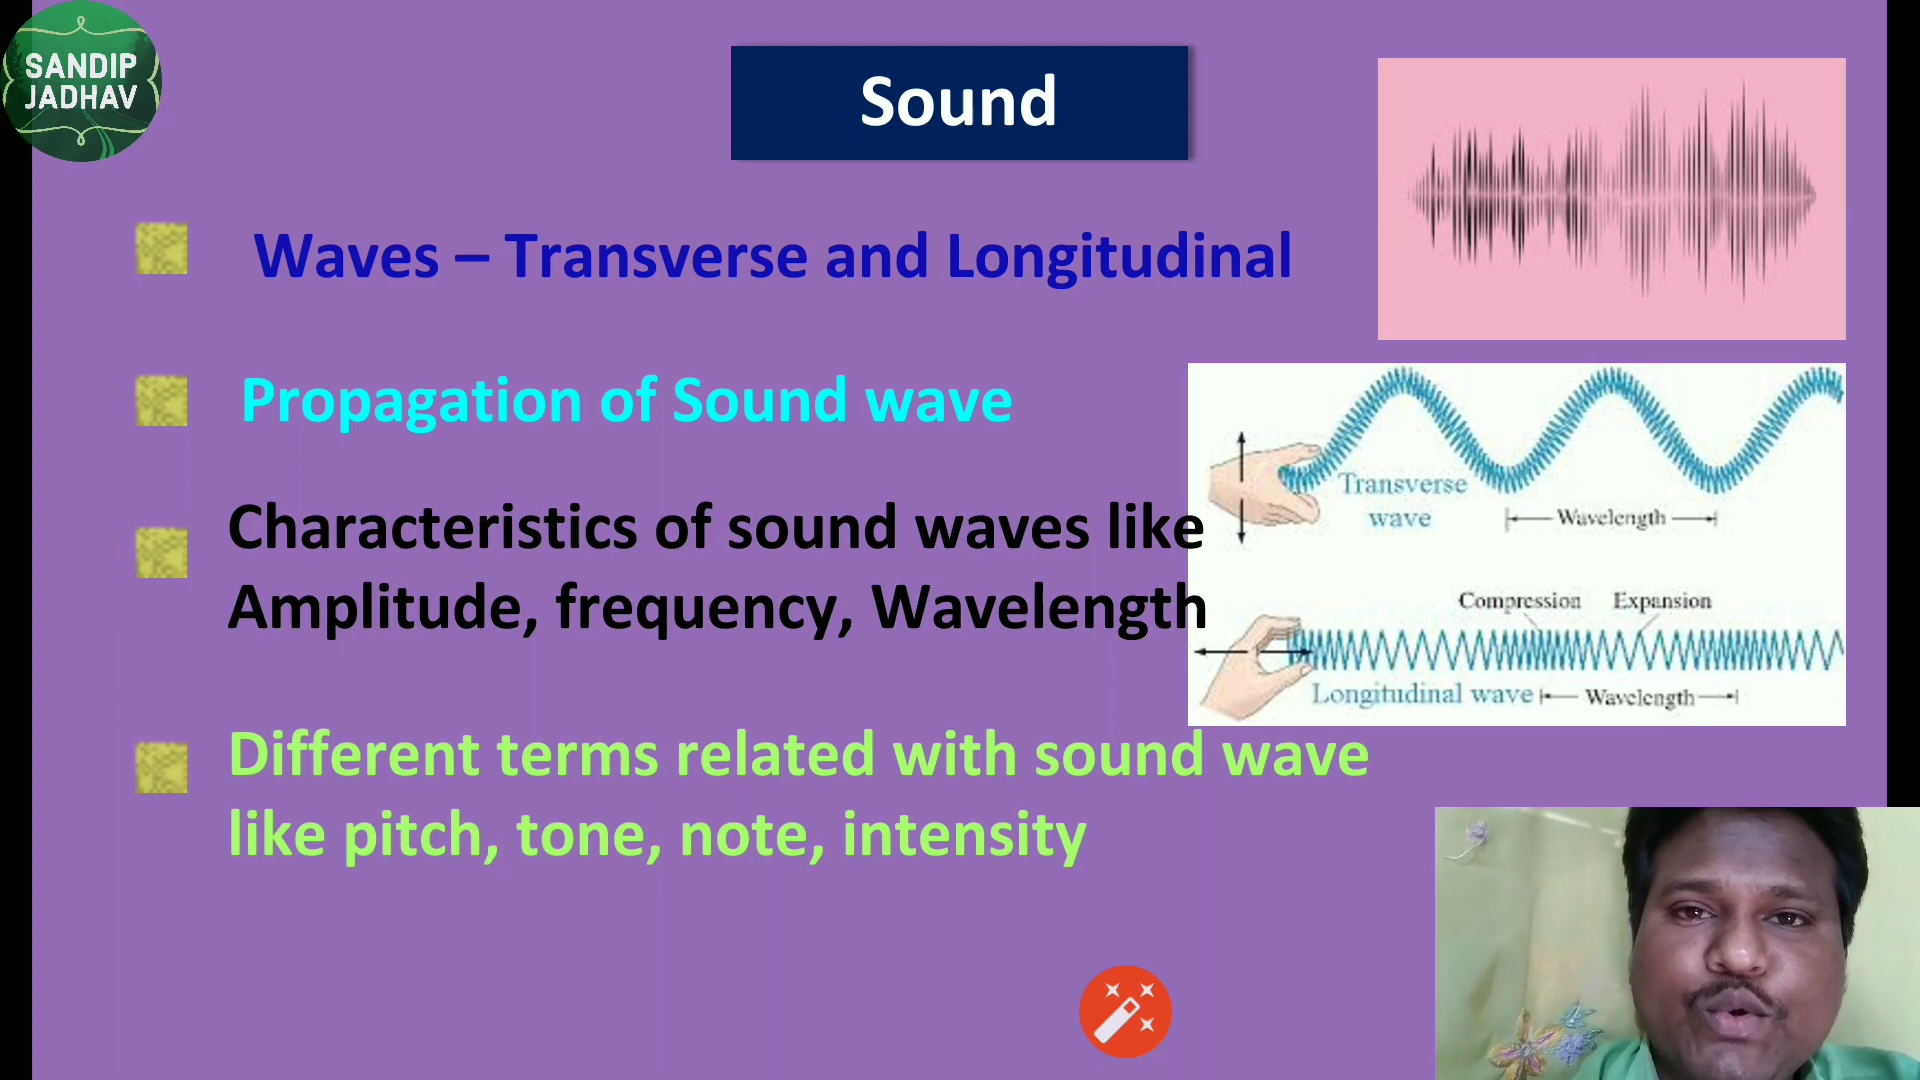 SANDIP
JADHAV
Sound
Waves – Transverse and Longitudinal
Propagation of Sound wave
Characteristics of sound waves like
Amplitude, frequency, Wavelength
Different terms related with sound wave
like pitch, tone, note, intensity
Transverse
wave
Wavelength
Compression Expansion
Longitudinal wave
Wavelength